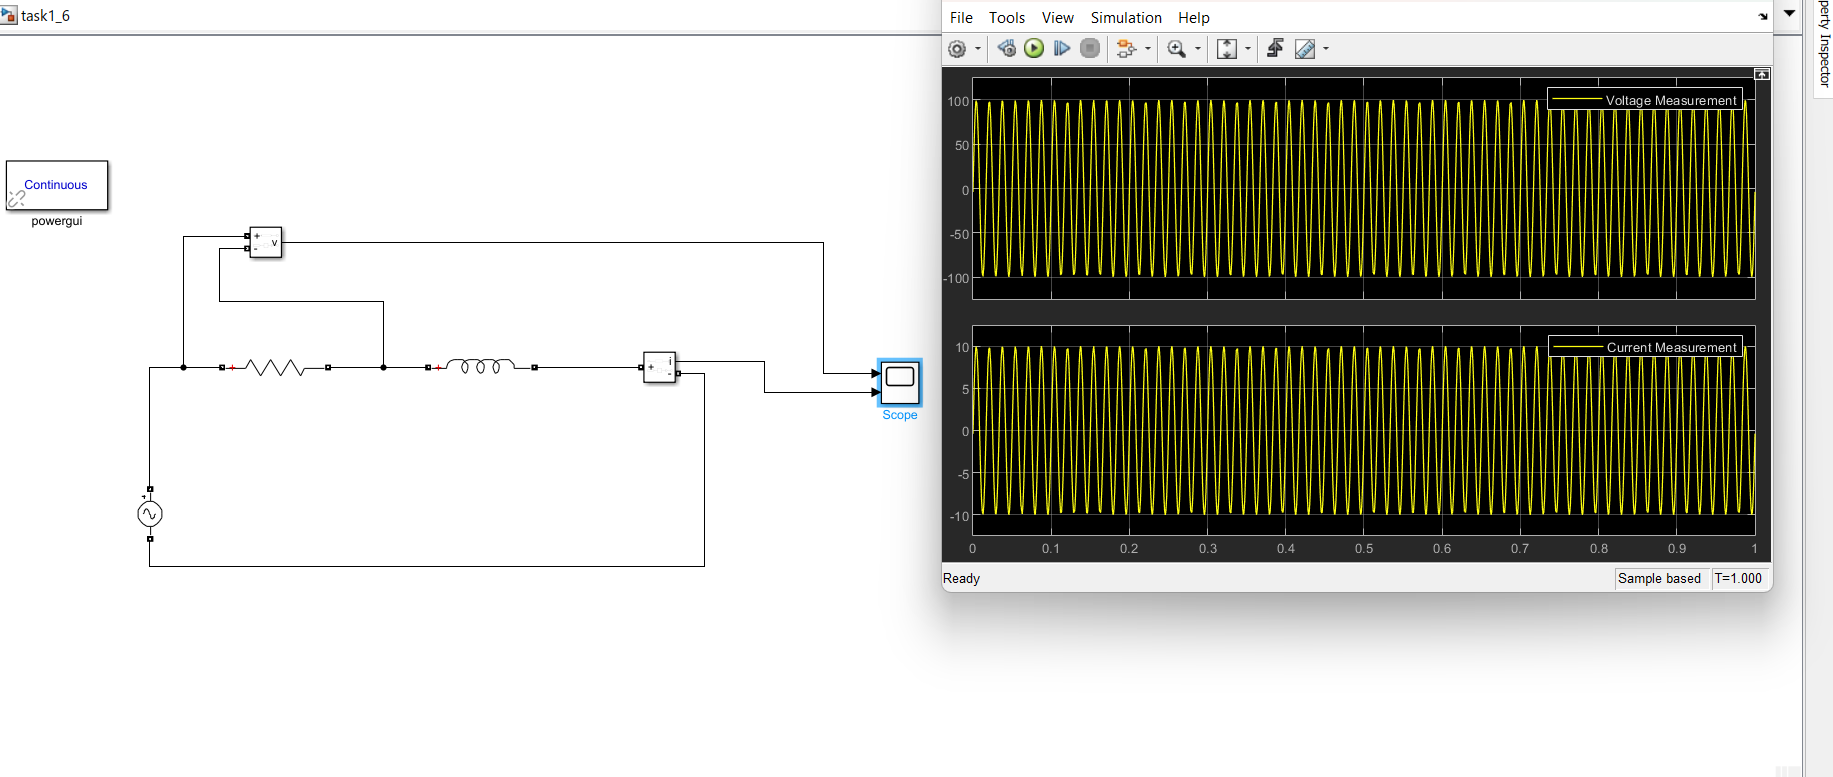 task1_6
Continuous
powergui
+
v
-
+
+
+
i
-
+
Scope
File Tools View Simulation Help
Voltage Measurement
100
50
0
-50
-100
Current Measurement
10
5
0
-5
-10
0 0.1 0.2 0.3 0.4 0.5 0.6 0.7 0.8 0.9 1
Ready
Sample based T=1.000
perty Inspector